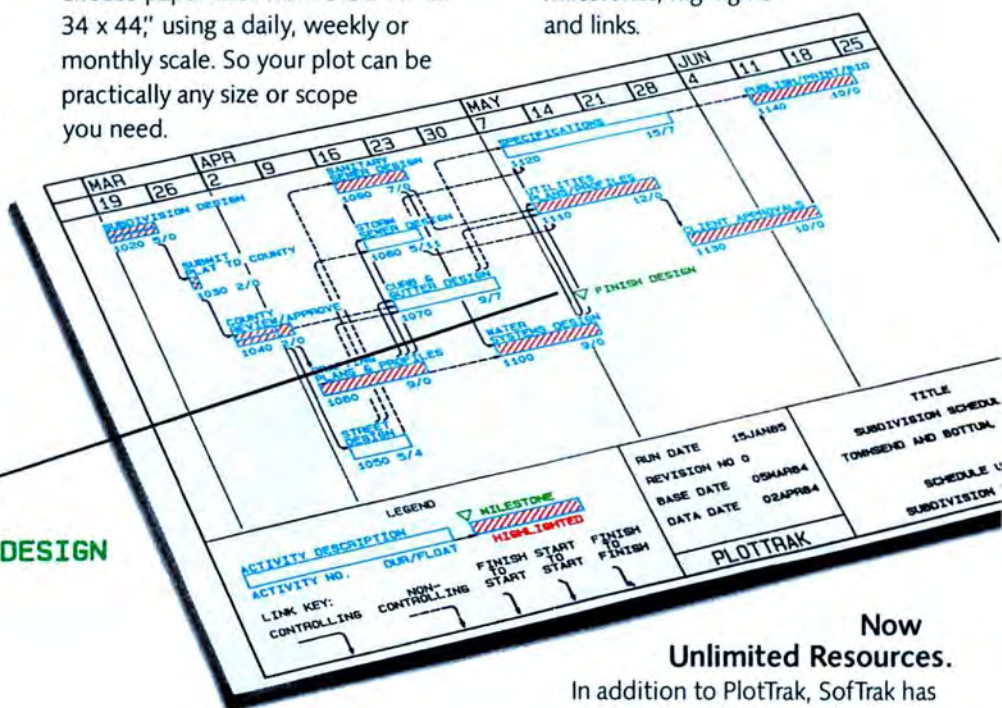 34 x 44," using a daily, weekly or
monthly scale. So your plot can be
practically any size or scope
you need.
and links.
MAR
APR
MAY
JUN
19
26
2
9
16
23
30
7
14
21
28
4
11
18
25
SUBDIVISION DESIGN
1020 5/0
SUBMIT
PLAT TO COUNTY
1030 2/0
COUNTY
REVIEW/APPROVE
1040
SANITARY
SEWER DESIGN
1090 7/0
STORM
SEWER DESIGN
1060 5/11
CURB &
GUTTER DESIGN
1070 9/7
PLANS & PROFILES
1080 9/0
STREET
DESIGN
1050 5/4
SPECIFICATIONS
1120 15/7
UTILITIES
PLANS/PROFILES
1110 12/0
WATER
SYSTEMS DESIGN
1100 9/0
FINISH DESIGN
CLIENT APPROVALS
1130 10/0
PUBLISH/PRINT/BID
1140 10/0
DESIGN
LEGEND
ACTIVITY DESCRIPTION
ACTIVITY NO. DUR/FLOAT
MILESTONE
HIGHLIGHTED
LINK KEY:
CONTROLLING
NON-
CONTROLLING
FINISH
TO
START
START
TO
START
FINISH
TO
FINISH
RUN DATE 15JAN85
REVISION NO 0
BASE DATE 05MAR84
DATA DATE 02APR84
PLOTTRAK
TITLE
SUBDIVISION SCHEDUL
TOWNSEND AND BOTTUM,
SCHEDULE U
SUBDIVISION
Now
Unlimited Resources.
In addition to PlotTrak, SofTrak has